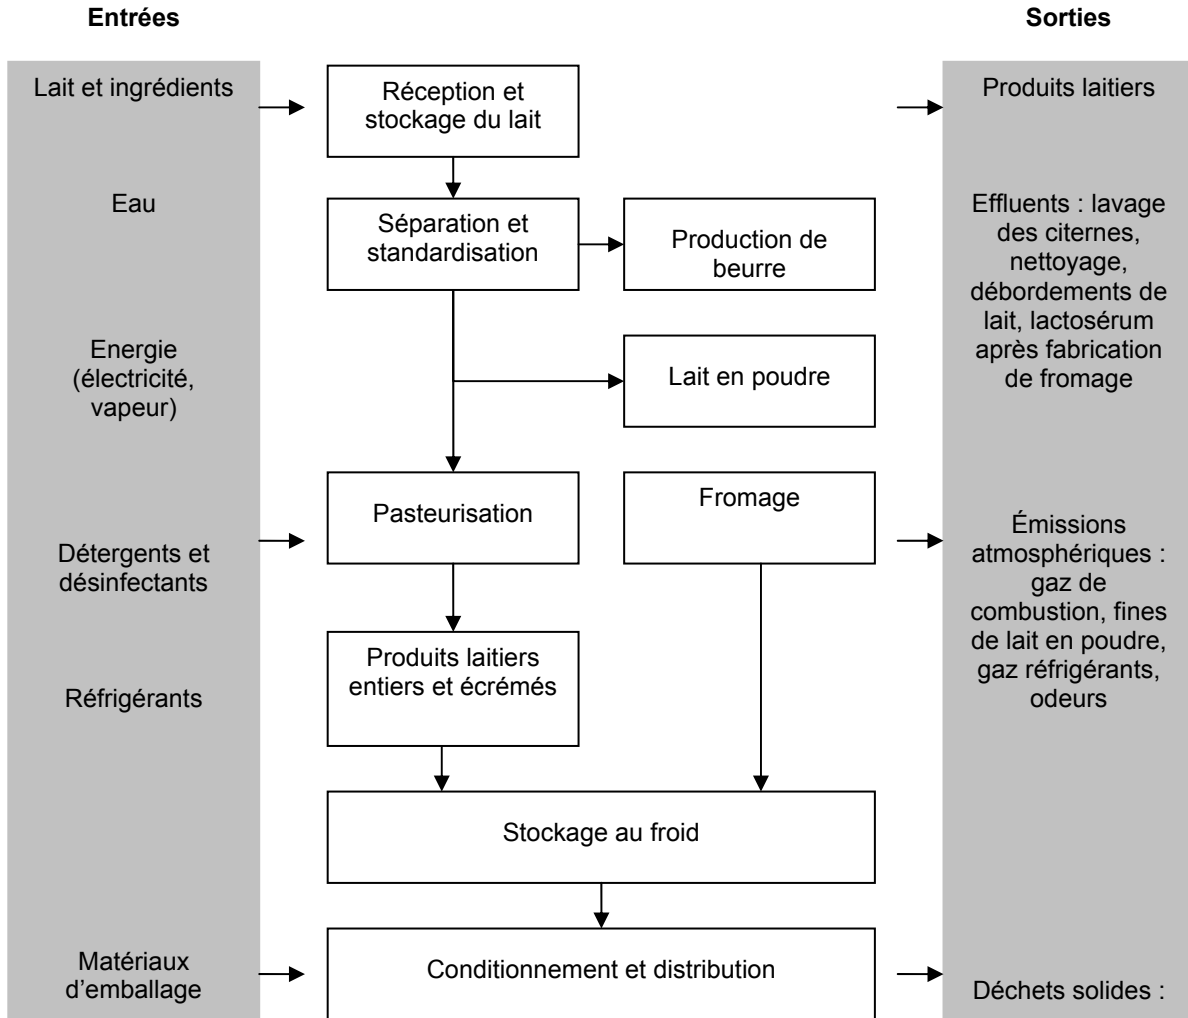 Entrées
Sorties
Lait et ingrédients
Réception et
stockage du lait
Produits laitiers
Eau
Séparation et
standardisation
Production de
beurre
Effluents : lavage
des citernes,
nettoyage,
débordements de
lait, lactosérum
après fabrication
de fromage
Energie
(électricité,
vapeur)
Lait en poudre
Pasteurisation
Fromage
Détergents et
désinfectants
Émissions
atmosphériques :
gaz de
combustion, fines
de lait en poudre,
gaz réfrigérants,
odeurs
Produits laitiers
entiers et écrémés
Réfrigérants
Stockage au froid
Matériaux
d’emballage
Conditionnement et distribution
Déchets solides :